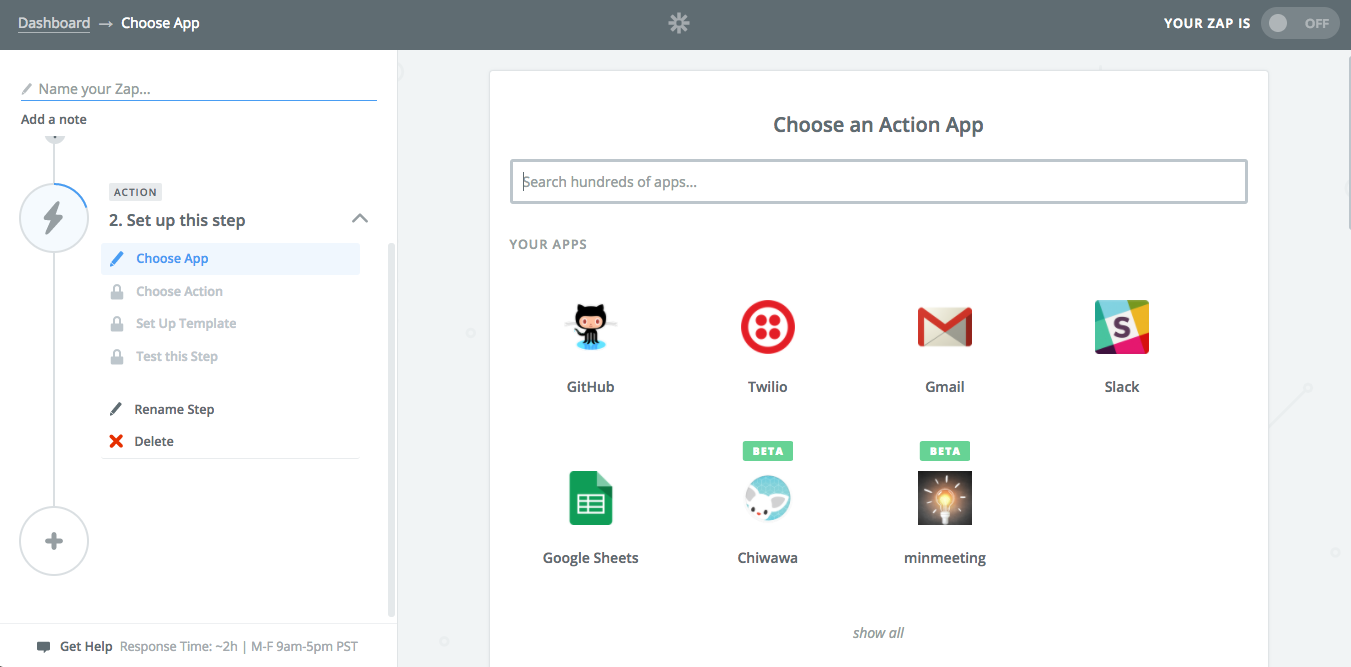 Dashboard → Choose App
YOUR ZAP IS OFF
Name your Zap...
Add a note
ACTION
2. Set up this step
Choose App
Choose Action
Set Up Template
Test this Step
Rename Step
Delete
Get Help Response Time: ~2h | M-F 9am-5pm PST
Choose an Action App
Search hundreds of apps...
YOUR APPS
GitHub Twilio Gmail Slack
BETA BETA
Google Sheets Chiwawa minmeeting
show all